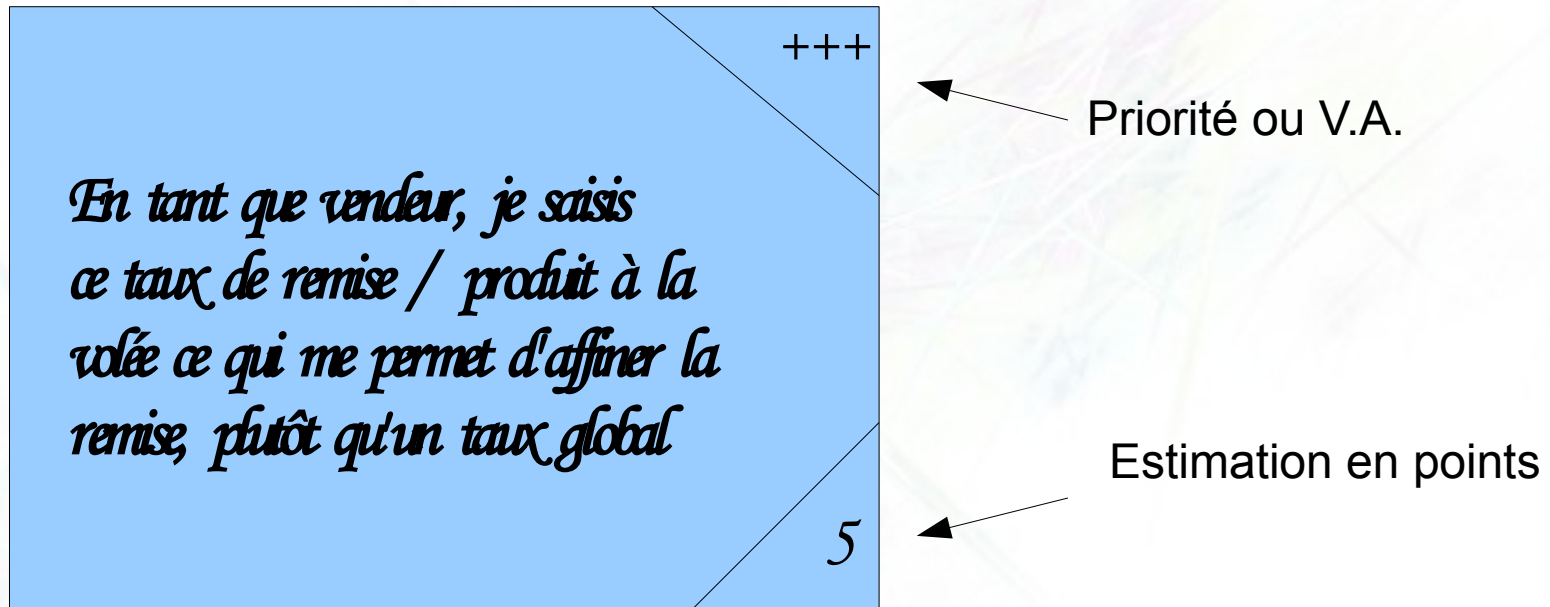 +++
Priorité ou V.A.
En tant que vendeur, je saisis
ce taux de remise / produit à la
volée ce qui me permet d'affiner la
remise, plutôt qu'un taux global
Estimation en points
5